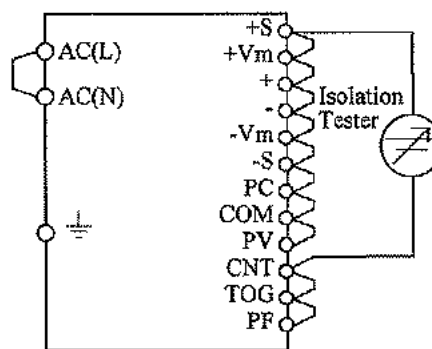 AC(L)
AC(N)
+S
+Vm
+
-
-Vm
-S
PC
COM
PV
CNT
TOG
PF
Isolation
Tester